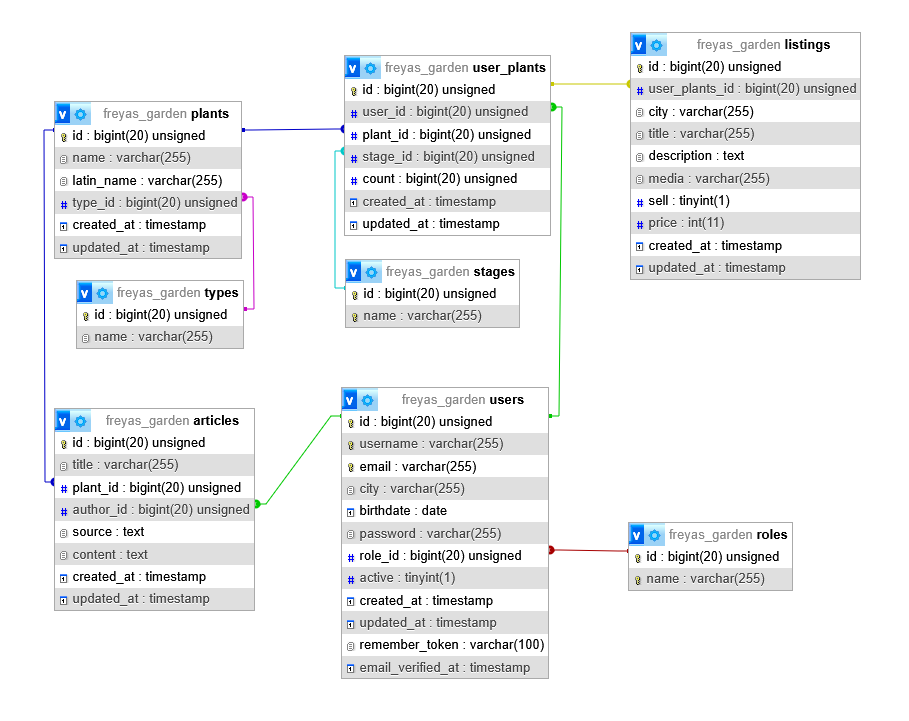 freyas_garden plants
id : bigint(20) unsigned
name : varchar(255)
latin_name : varchar(255)
type_id : bigint(20) unsigned
created_at : timestamp
updated_at : timestamp
freyas_garden types
id : bigint(20) unsigned
name : varchar(255)
freyas_garden articles
id : bigint(20) unsigned
title : varchar(255)
plant_id : bigint(20) unsigned
author_id : bigint(20) unsigned
source : text
content : text
created_at : timestamp
updated_at : timestamp
freyas_garden user_plants
id : bigint(20) unsigned
user_id : bigint(20) unsigned
plant_id : bigint(20) unsigned
stage_id : bigint(20) unsigned
count : bigint(20) unsigned
created_at : timestamp
updated_at : timestamp
freyas_garden stages
id : bigint(20) unsigned
name : varchar(255)
freyas_garden users
id : bigint(20) unsigned
username : varchar(255)
email : varchar(255)
city : varchar(255)
birthdate : date
password : varchar(255)
role_id : bigint(20) unsigned
active : tinyint(1)
created_at : timestamp
updated_at : timestamp
remember_token : varchar(100)
email_verified_at : timestamp
freyas_garden listings
id : bigint(20) unsigned
user_plants_id : bigint(20) unsigned
city : varchar(255)
title : varchar(255)
description : text
media : varchar(255)
sell : tinyint(1)
price : int(11)
created_at : timestamp
updated_at : timestamp
freyas_garden roles
id : bigint(20) unsigned
name : varchar(255)